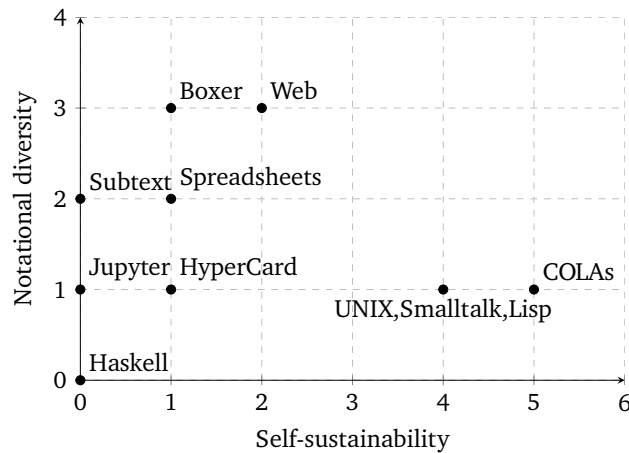 4
Boxer Web
3
Subtext Spreadsheets
2
Jupyter HyperCard
COLAs
1
UNIX,Smalltalk,Lisp
Haskell
0
0 1 2 3 4 5 6
Self-sustainability
Notational diversity